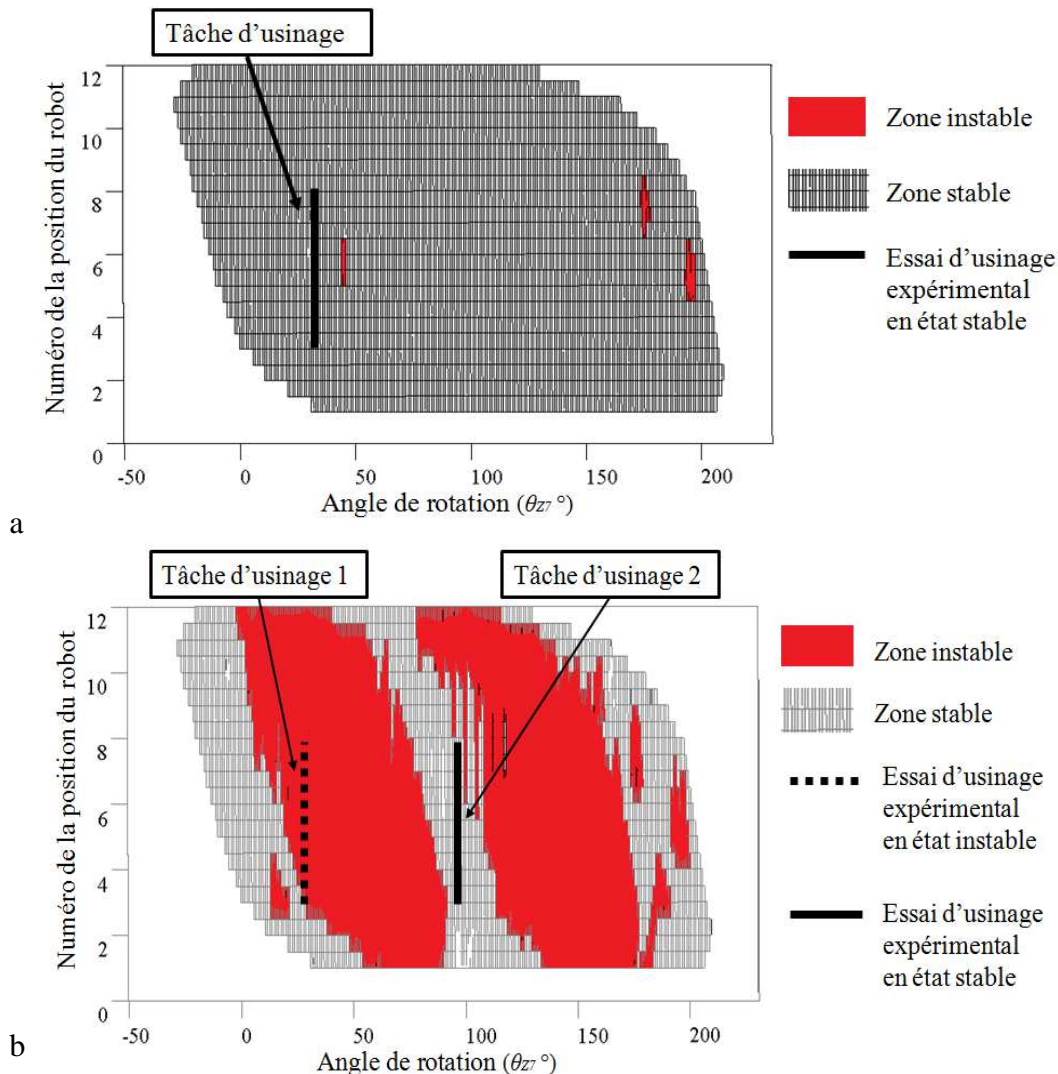 Tâche d'usinage
12
10
8
6
4
2
0
Numéro de la position du robot
-50
0
50
100
150
200
Angle de rotation (θZ7 °)
Zone instable
Zone stable
Essai d'usinage
expérimental
en état stable
a
Tâche d'usinage 1
Tâche d'usinage 2
12
10
8
6
4
2
0
Numéro de la position du robot
-50
0
50
100
150
200
Angle de rotation (θZ7 °)
Zone instable
Zone stable
Essai d'usinage
expérimental
en état instable
Essai d'usinage
expérimental
en état stable
b